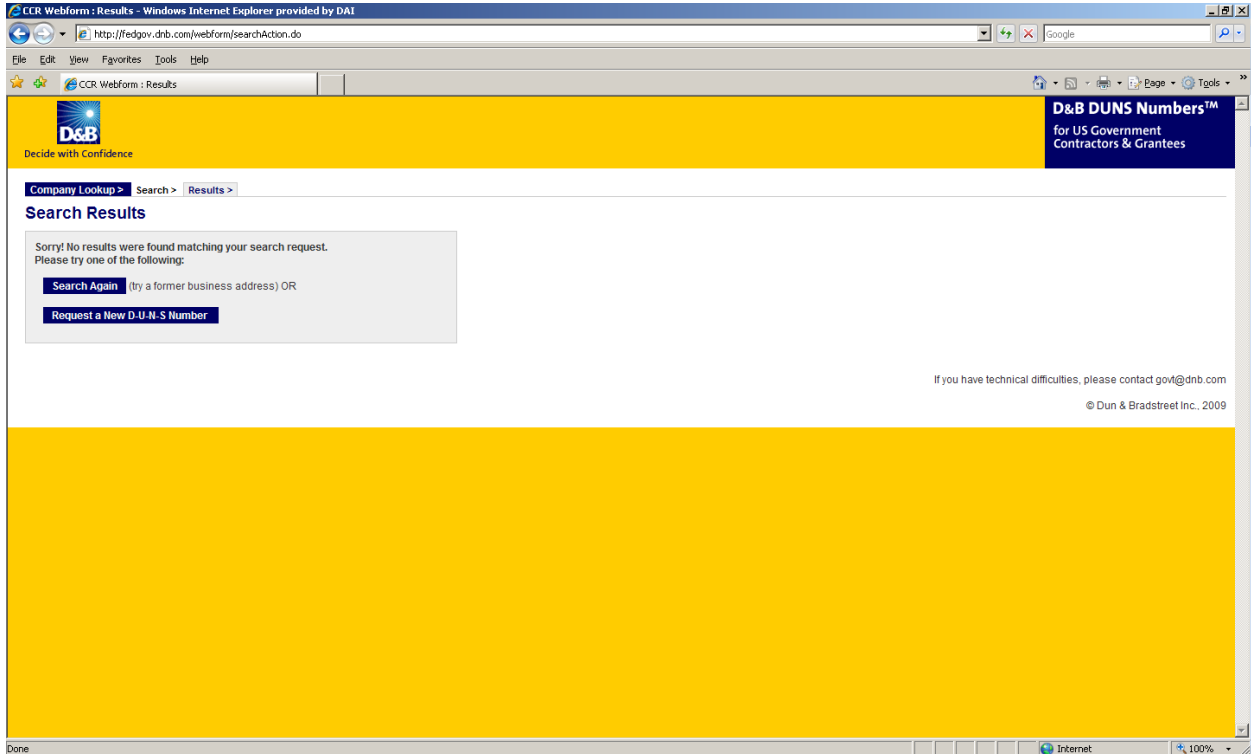 CCR Webform : Results - Windows Internet Explorer provided by DAI
http://fedgov.dnb.com/webform/searchAction.do
Google
File Edit View Favorites Tools Help
CCR Webform : Results
Page Tools »
D&B
Decide with Confidence
D&B DUNS Numbers™
for US Government
Contractors & Grantees
Company Lookup > Search > Results >
Search Results
Sorry! No results were found matching your search request.
Please try one of the following:
Search Again (try a former business address) OR
Request a New D-U-N-S Number
If you have technical difficulties, please contact govt@dnb.com
© Dun & Bradstreet Inc., 2009
Done Internet 100%